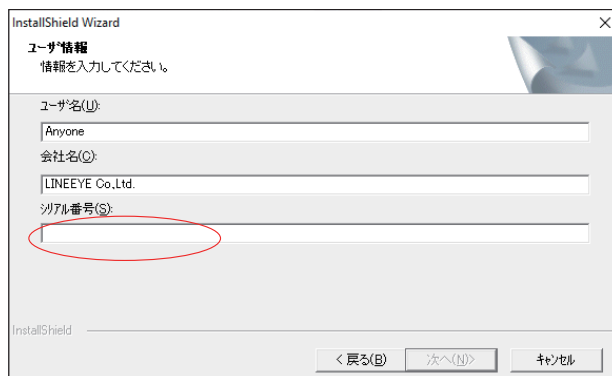 InstallShield Wizard
ユーザ情報
情報を入力してください。
ユーザ名(U):
Anyone
会社名(C):
LINEEYE Co,Ltd.
シリアル番号(S):
InstallShield
< 戻る(B)
次へ(N)>
キャンセル